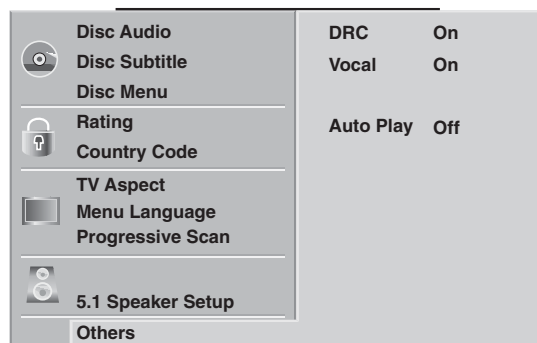 Disc Audio
Disc Subtitle
Disc Menu
Rating
Country Code
TV Aspect
Menu Language
Progressive Scan
5.1 Speaker Setup
Others
DRC On
Vocal On
Auto Play Off